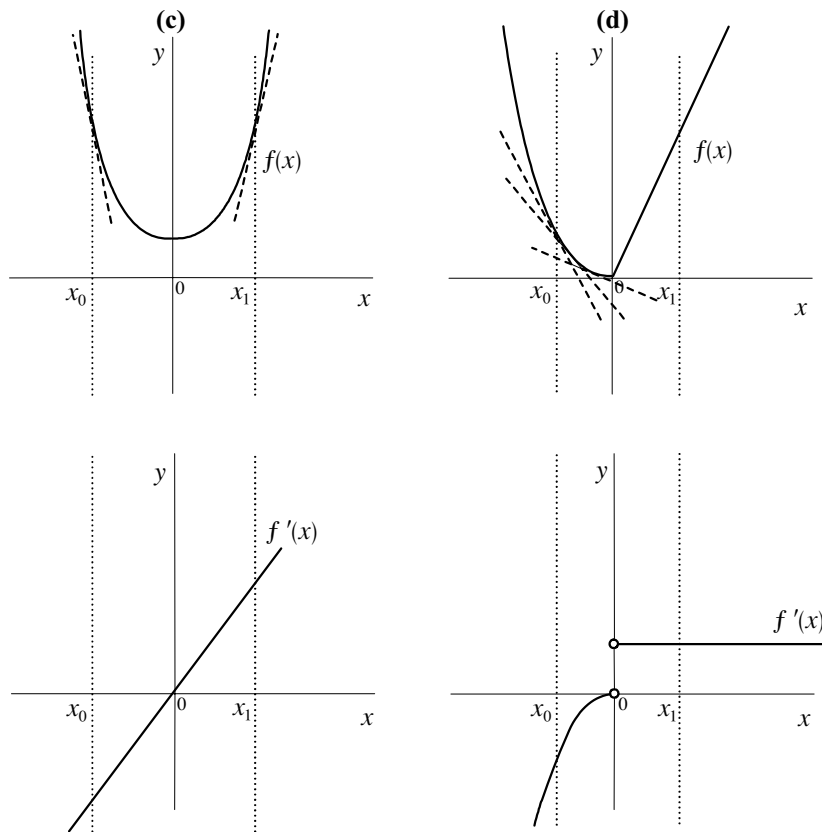 (c)
y
f(x)
x₀
0
x₁
x
(d)
y
f(x)
x₀
0
x₁
x
y
f '(x)
x₀
0
x₁
x
y
f '(x)
x₀
0
x₁
x